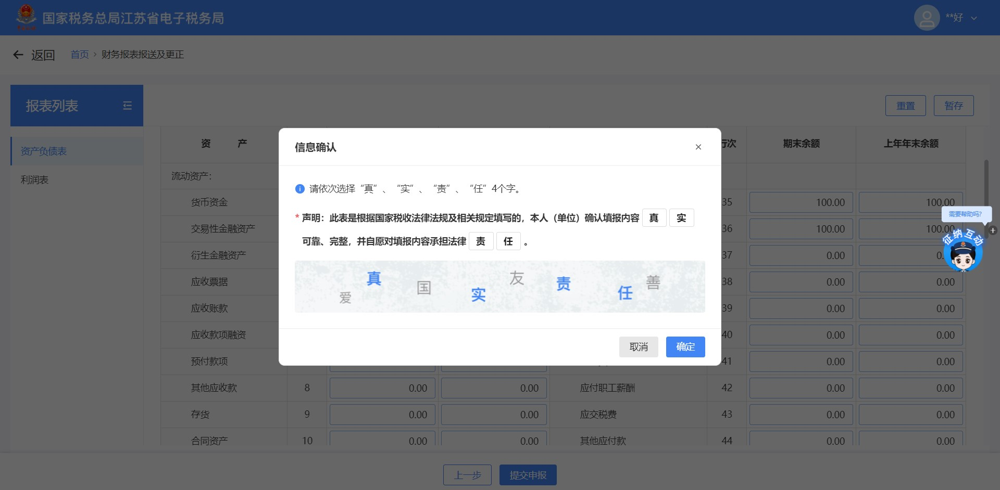 国家税务总局江苏省电子税务局
**好
返回 首页 > 财务报表报送及更正
报表列表
重置 暂存
资产负债表
利润表
资 产 行次 期末余额 上年年末余额
流动资产：
货币资金 35 100.00 100.00
交易性金融资产 36 100.00 100.00
衍生金融资产 37 0.00 0.
应收票据 38 0.00 0.00
应收账款 39 0.00 0.00
应收款项融资 40 0.00 0.00
预付款项 41 0.00 0.00
其他应收款 8 0.00 0.00 应付职工薪酬 42 0.00 0.00
存货 9 0.00 0.00 应交税费 43 0.00 0.00
合同资产 10 0.00 0.00 其他应付款 44 0.00 0.00
信息确认 ×
请依次选择“真”、“实”、“责”、“任”4个字。
* 声明：此表是根据国家税收法律法规及相关规定填写的，本人（单位）确认填报内容 真 实
可靠、完整，并自愿对填报内容承担法律 责 任 。
爱 真 国 实 友 责 任 善
取消 确定
需要帮助吗?
征纳互动
上一步 提交申报